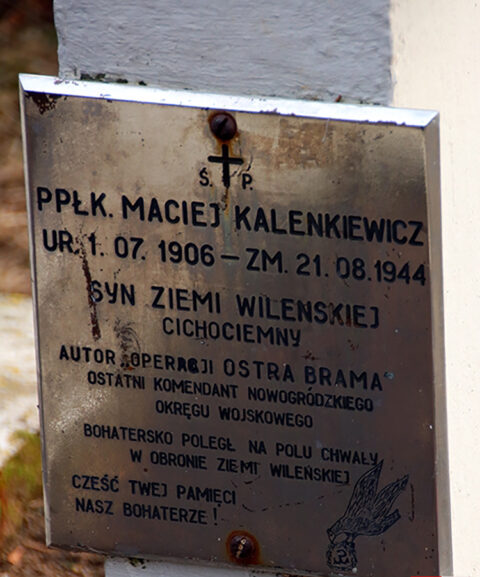 Ś. P.
PPŁK. MACIEJ KALENKIEWICZ
UR. 1. 07. 1906 – ZM. 21. 08. 1944
SYN ZIEMI WILEŃSKIEJ
CICHOCIEMNY
AUTOR „OPERACJI OSTRA BRAMA"
OSTATNI KOMENDANT NOWOGRÓDZKIEGO
OKRĘGU WOJSKOWEGO
BOHATERSKO POLEGŁ NA POLU CHWAŁY
W OBRONIE ZIEMI WILEŃSKIEJ
CZEŚĆ TWEJ PAMIĘCI
NASZ BOHATERZE !